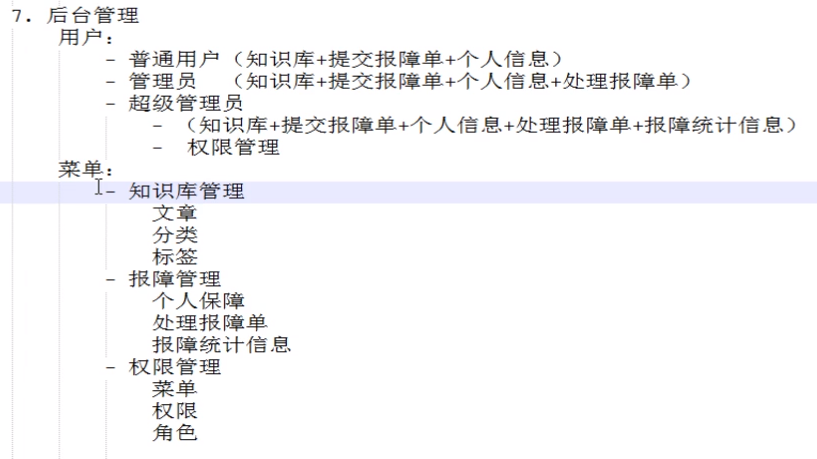 7. 后台管理
用户：
- 普通用户（知识库+提交报障单+个人信息）
- 管理员 （知识库+提交报障单+个人信息+处理报障单）
- 超级管理员
- （知识库+提交报障单+个人信息+处理报障单+报障统计信息）
- 权限管理
菜单：
- 知识库管理
文章
分类
标签
- 报障管理
个人保障
处理报障单
报障统计信息
- 权限管理
菜单
权限
角色